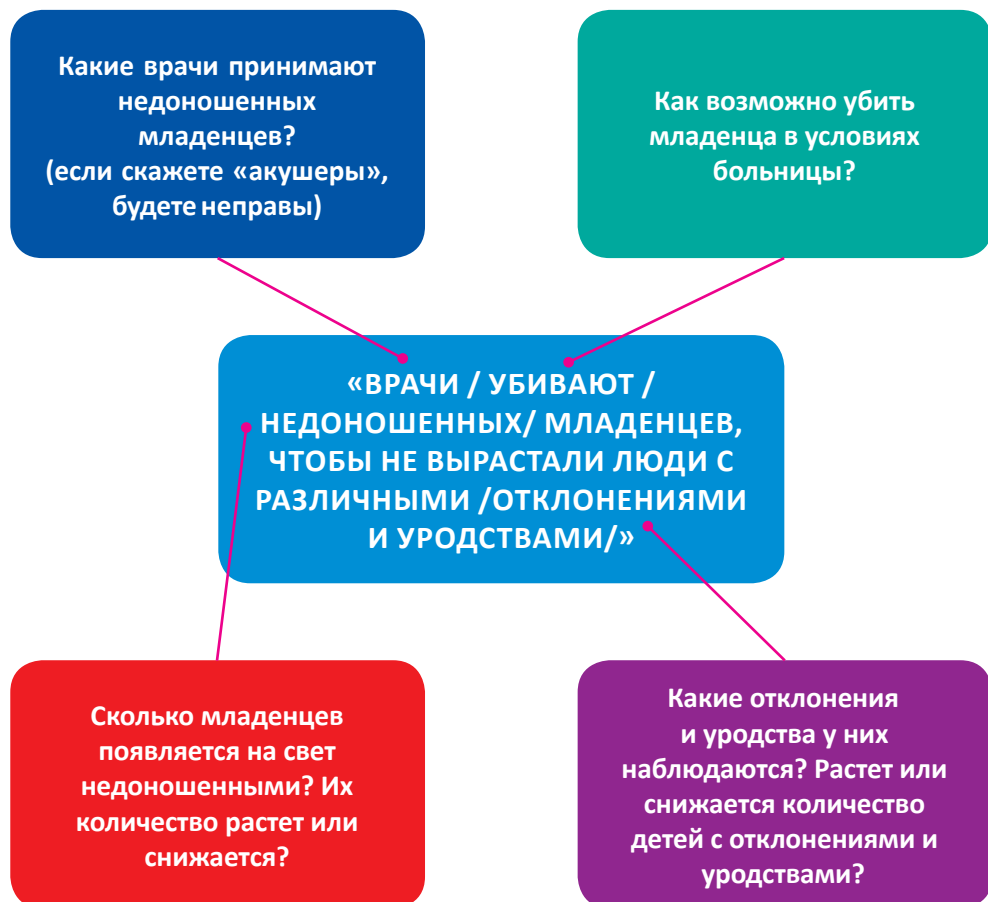 Какие врачи принимают
недоношенных
младенцев?
(если скажете «акушеры»,
будете неправы)
Как возможно убить
младенца в условиях
больницы?
«ВРАЧИ / УБИВАЮТ /
НЕДОНОШЕННЫХ/ МЛАДЕНЦЕВ,
ЧТОБЫ НЕ ВЫРАСТАЛИ ЛЮДИ С
РАЗЛИЧНЫМИ /ОТКЛОНЕНИЯМИ
И УРОДСТВАМИ/»
Сколько младенцев
появляется на свет
недоношенными? Их
количество растет или
снижается?
Какие отклонения
и уродства у них
наблюдаются? Растет или
снижается количество
детей с отклонениями и
уродствами?